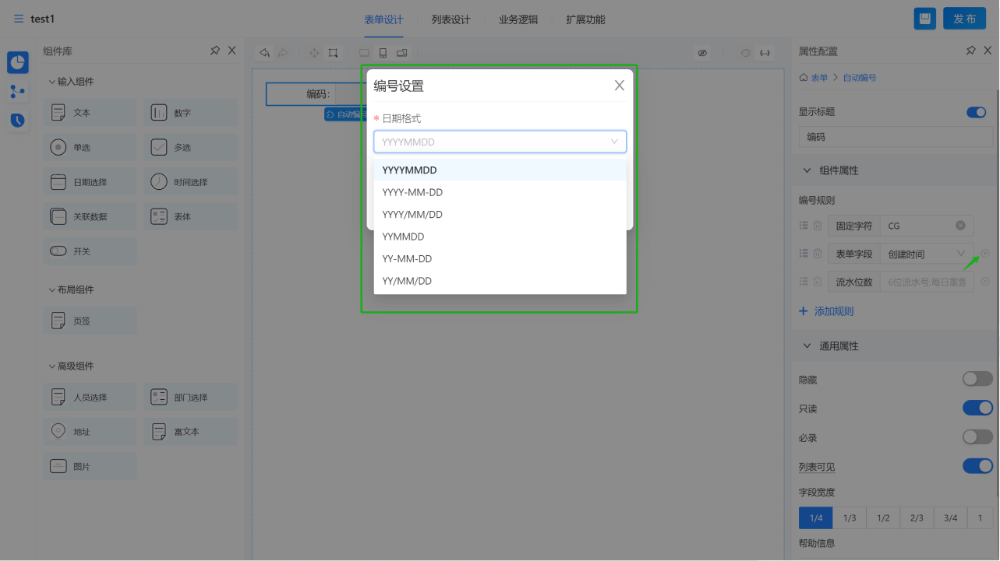 test1
表单设计
列表设计
业务逻辑
扩展功能
发布
组件库
输入组件
文本
数字
单选
多选
日期选择
时间选择
关联数据
表体
开关
布局组件
页签
高级组件
人员选择
部门选择
地址
富文本
图片
编码:
自动编
编号设置
* 日期格式
YYYYMMDD
YYYYMMDD
YYYY-MM-DD
YYYY/MM/DD
YYMMDD
YY-MM-DD
YY/MM/DD
属性配置
表单 > 自动编号
显示标题
编码
组件属性
编号规则
固定字符 CG
表单字段 创建时间
流水位数 6位流水号,每日重置
+ 添加规则
通用属性
隐藏
只读
必录
列表可见
字段宽度
1/4 1/3 1/2 2/3 3/4 1
帮助信息